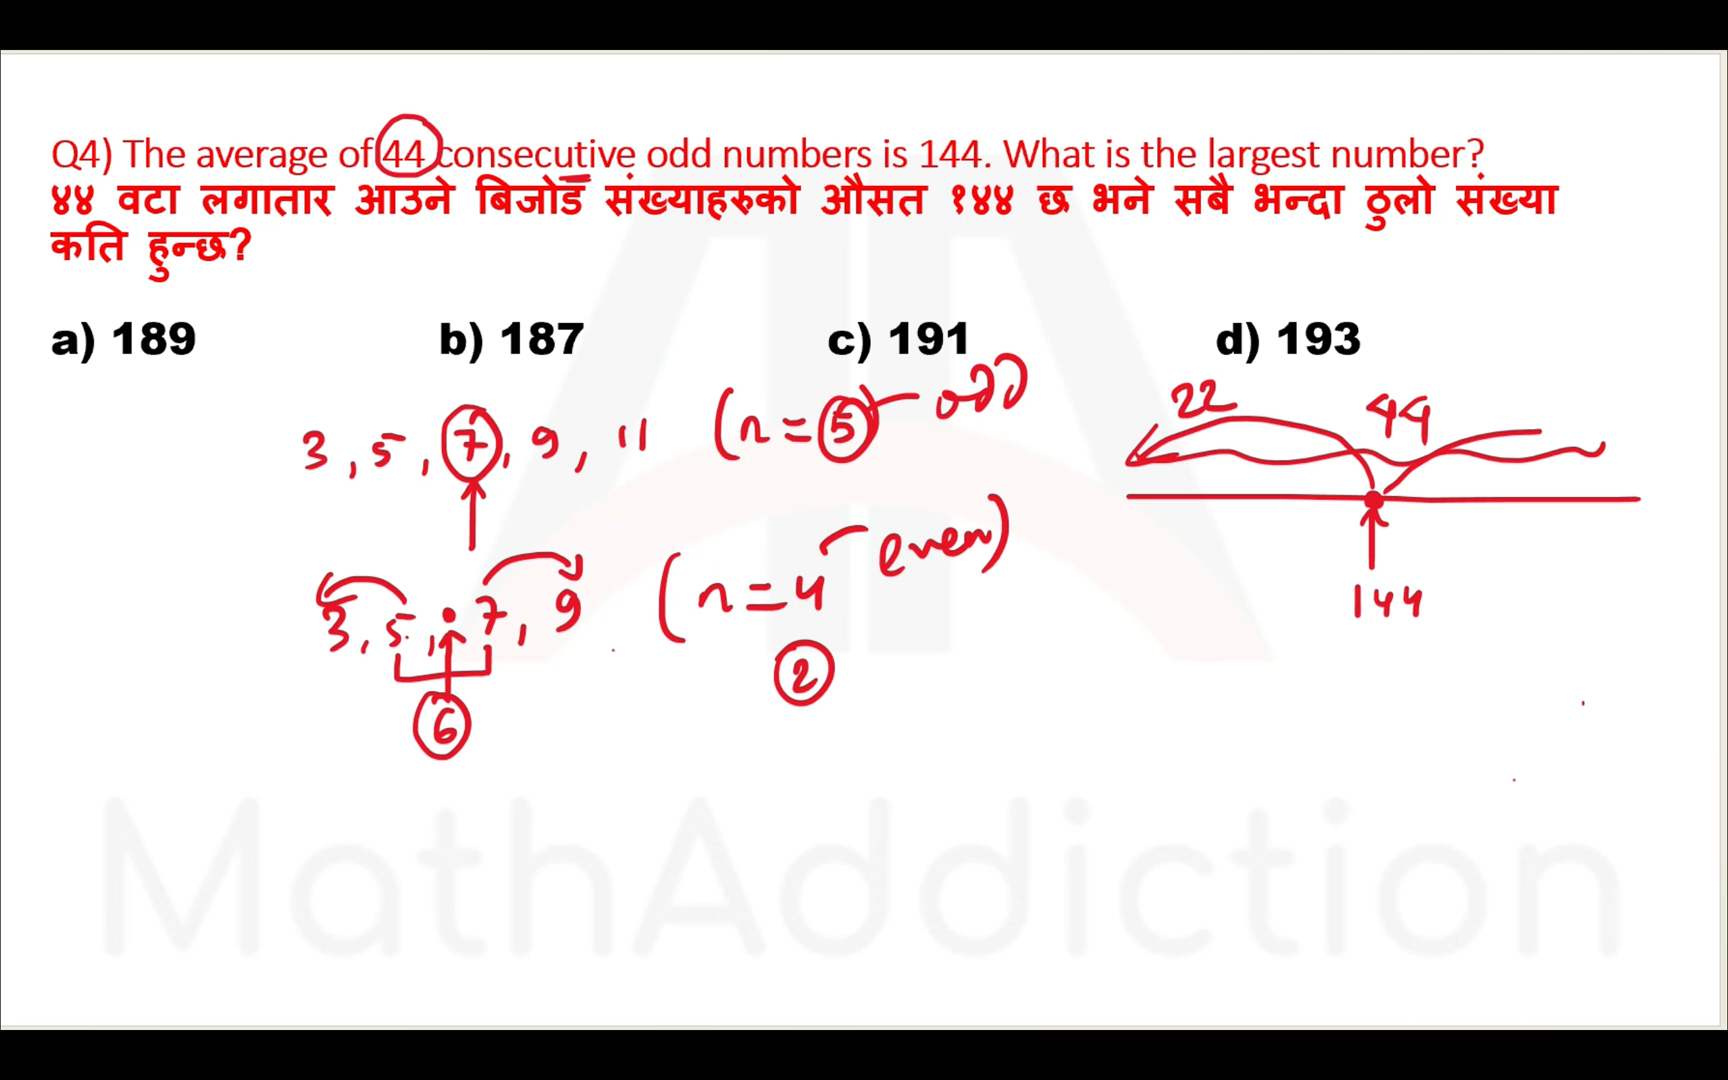 Q4) The average of 44 consecutive odd numbers is 144. What is the largest number?
४४ वटा लगातार आउने बिजोडँ संख्याहरुको औसत १४४ छ भने सबै भन्दा ठुलो संख्या
कति हुन्छ?
a) 189 b) 187 c) 191 d) 193
3, 5, 7, 9, 11 (n = 5) odd
22 44
3, 5, 7, 9 (n = 4 even)
144
6
2
MathAddiction